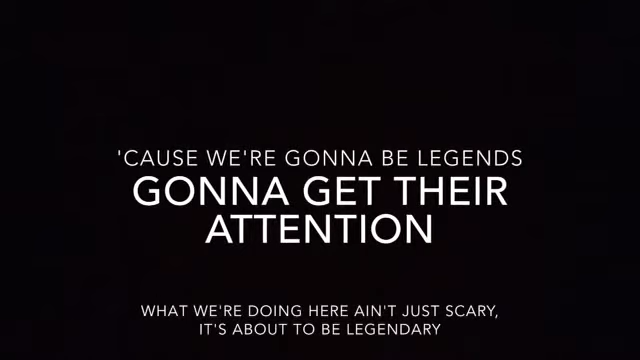 'CAUSE WE'RE GONNA BE LEGENDS
GONNA GET THEIR
ATTENTION
WHAT WE'RE DOING HERE AIN'T JUST SCARY,
IT'S ABOUT TO BE LEGENDARY